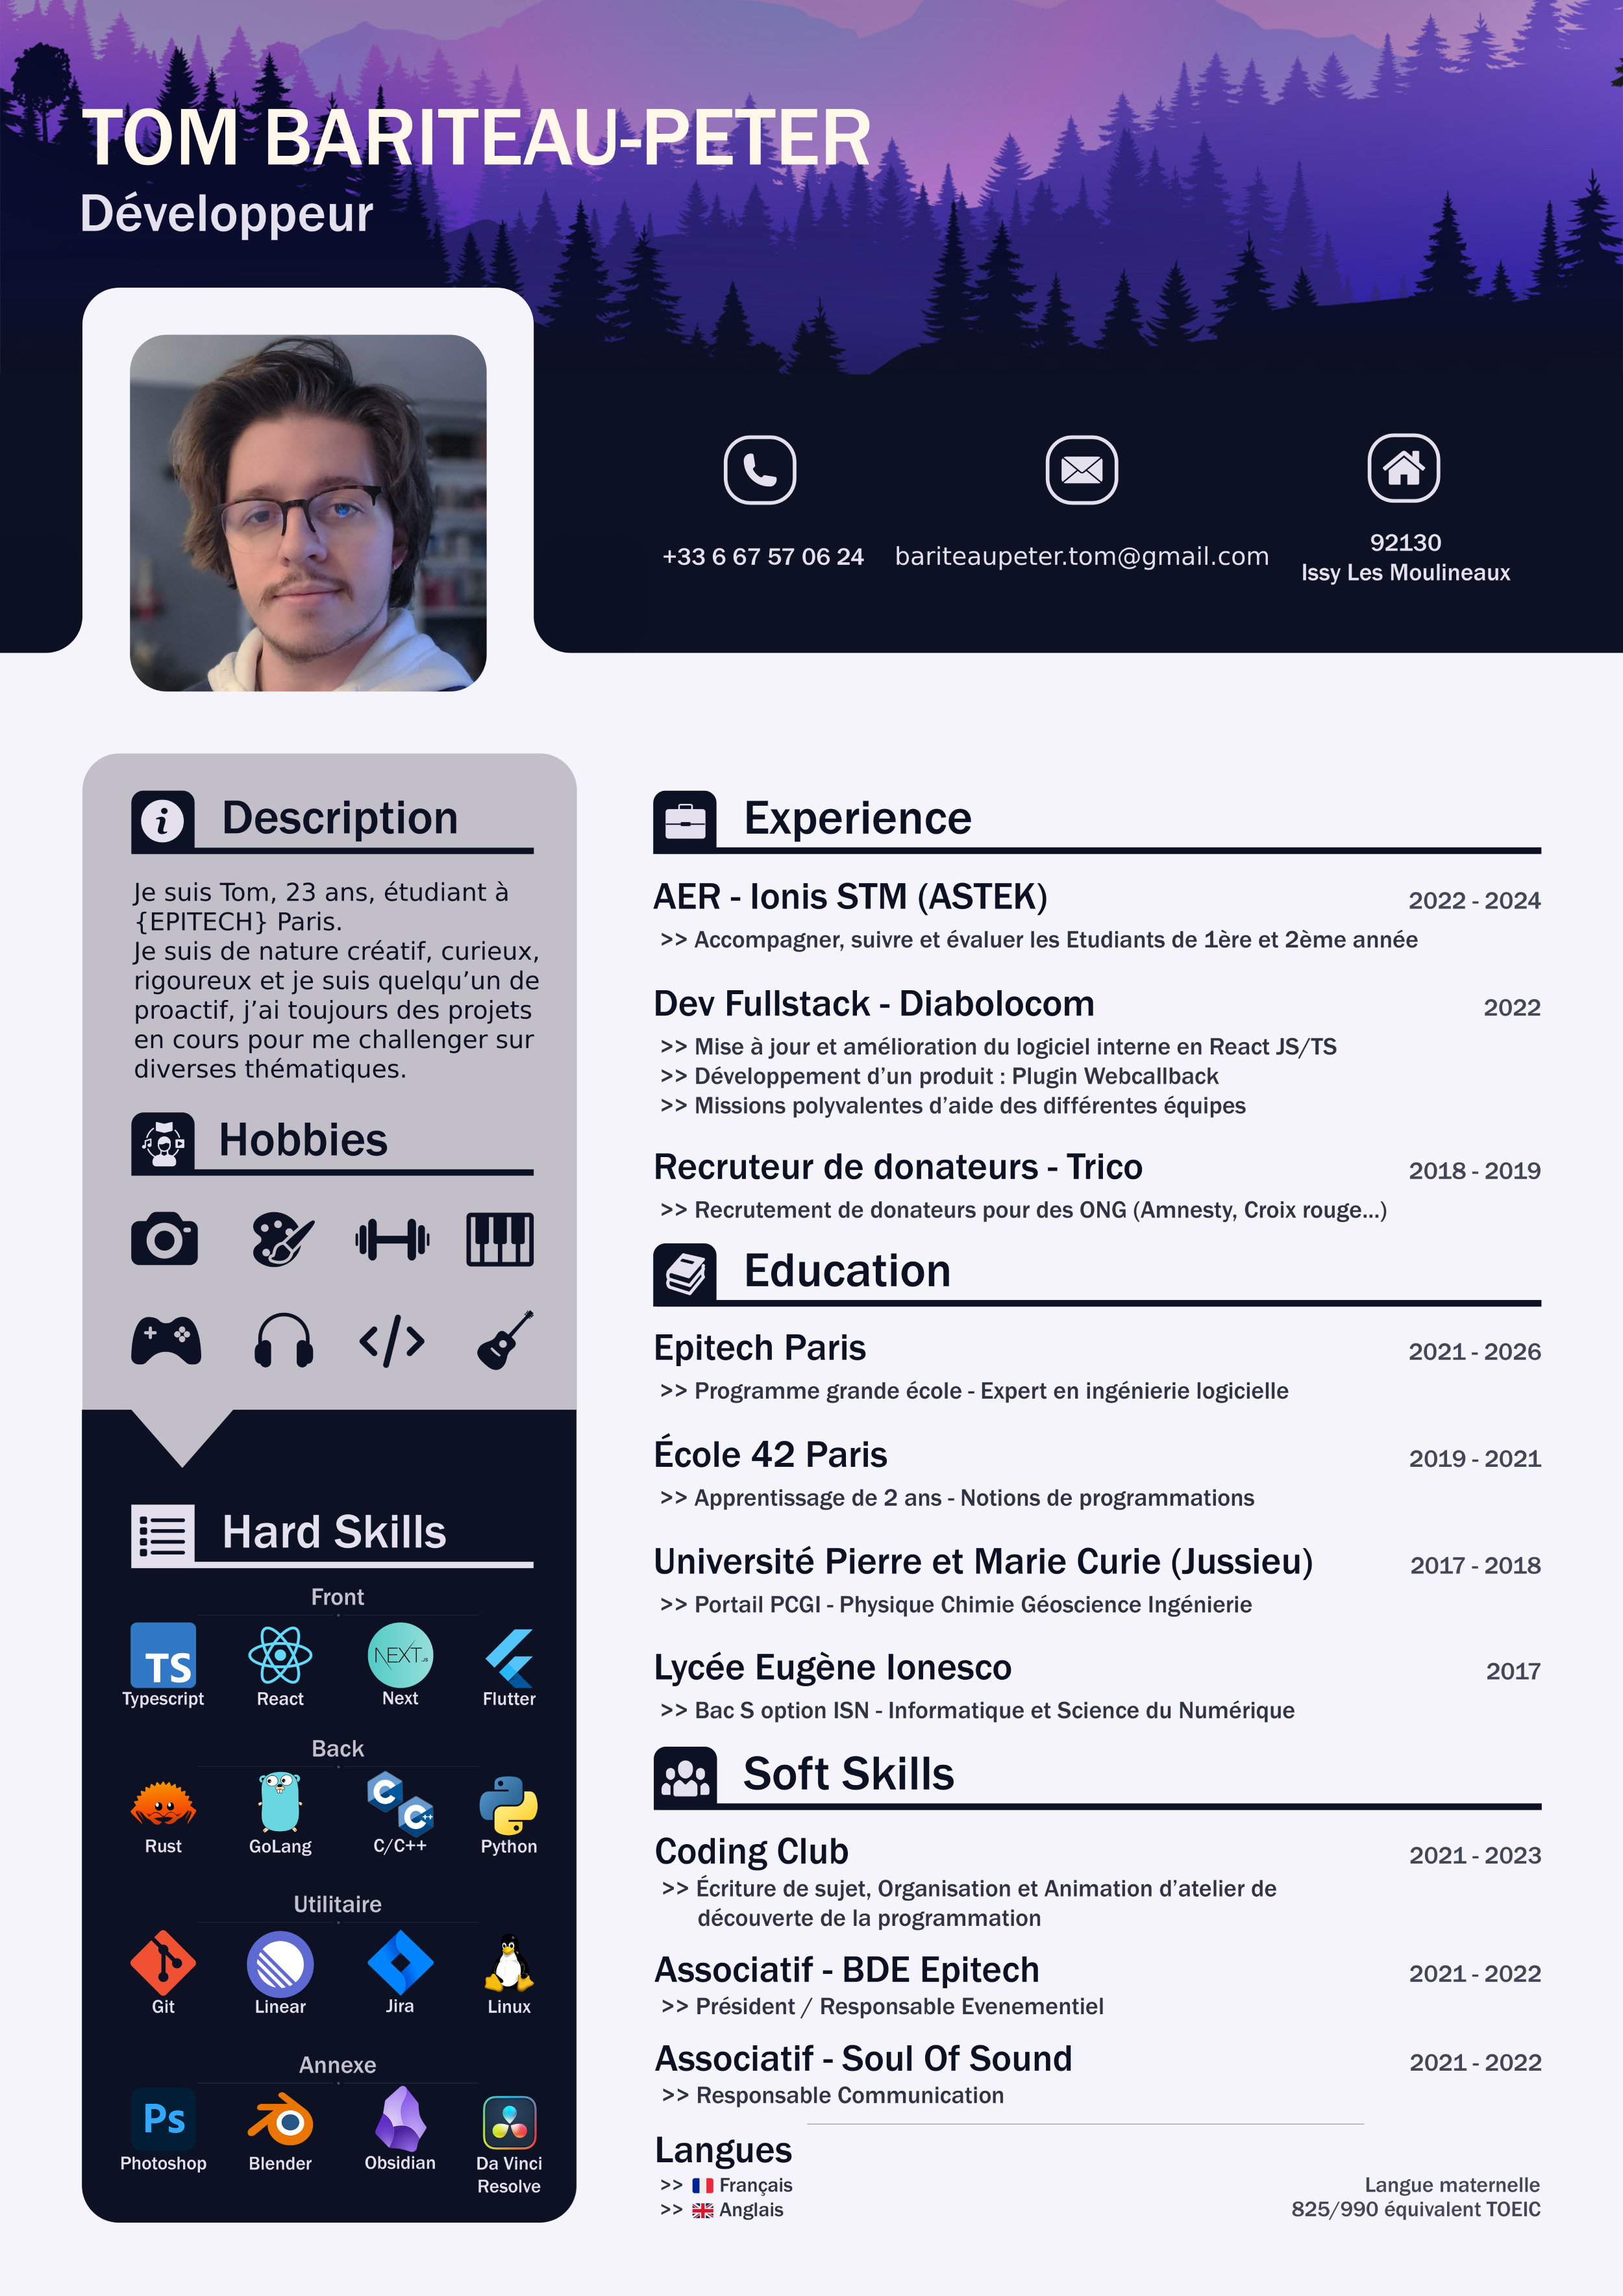 TOM BARITEAU-PETER
Développeur
+33 6 67 57 06 24
bariteaupeter.tom@gmail.com
92130
Issy Les Moulineaux
Description
Je suis Tom, 23 ans, étudiant à
{EPITECH} Paris.
Je suis de nature créatif, curieux,
rigoureux et je suis quelqu’un de
proactif, j’ai toujours des projets
en cours pour me challenger sur
diverses thématiques.
Hobbies
Hard Skills
Front
TS
NEXT.JS
Typescript
React
Next
Flutter
Back
C
C++
Rust
GoLang
C/C++
Python
Utilitaire
Git
Linear
Jira
Linux
Annexe
Ps
Photoshop
Blender
Obsidian
Da Vinci
Resolve
Experience
AER - Ionis STM (ASTEK) 2022 - 2024
>> Accompagner, suivre et évaluer les Etudiants de 1ère et 2ème année
Dev Fullstack - Diabolocom 2022
>> Mise à jour et amélioration du logiciel interne en React JS/TS
>> Développement d’un produit : Plugin Webcallback
>> Missions polyvalentes d’aide des différentes équipes
Recruteur de donateurs - Trico 2018 - 2019
>> Recrutement de donateurs pour des ONG (Amnesty, Croix rouge...)
Education
Epitech Paris 2021 - 2026
>> Programme grande école - Expert en ingénierie logicielle
École 42 Paris 2019 - 2021
>> Apprentissage de 2 ans - Notions de programmations
Université Pierre et Marie Curie (Jussieu) 2017 - 2018
>> Portail PCGI - Physique Chimie Géoscience Ingénierie
Lycée Eugène Ionesco 2017
>> Bac S option ISN - Informatique et Science du Numérique
Soft Skills
Coding Club 2021 - 2023
>> Écriture de sujet, Organisation et Animation d’atelier de
découverte de la programmation
Associatif - BDE Epitech 2021 - 2022
>> Président / Responsable Evenementiel
Associatif - Soul Of Sound 2021 - 2022
>> Responsable Communication
Langues
>> Français Langue maternelle
>> Anglais 825/990 équivalent TOEIC